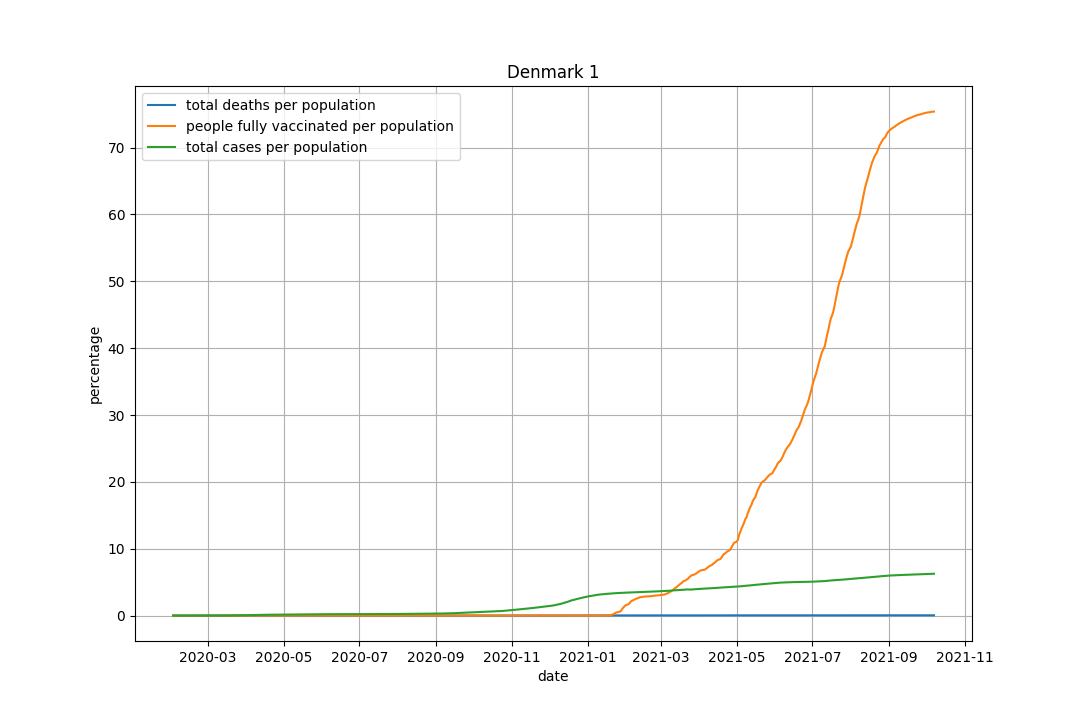 Denmark 1
total deaths per population
people fully vaccinated per population
total cases per population
percentage
70
60
50
40
30
20
10
0
2020-03 2020-05 2020-07 2020-09 2020-11 2021-01 2021-03 2021-05 2021-07 2021-09 2021-11
date